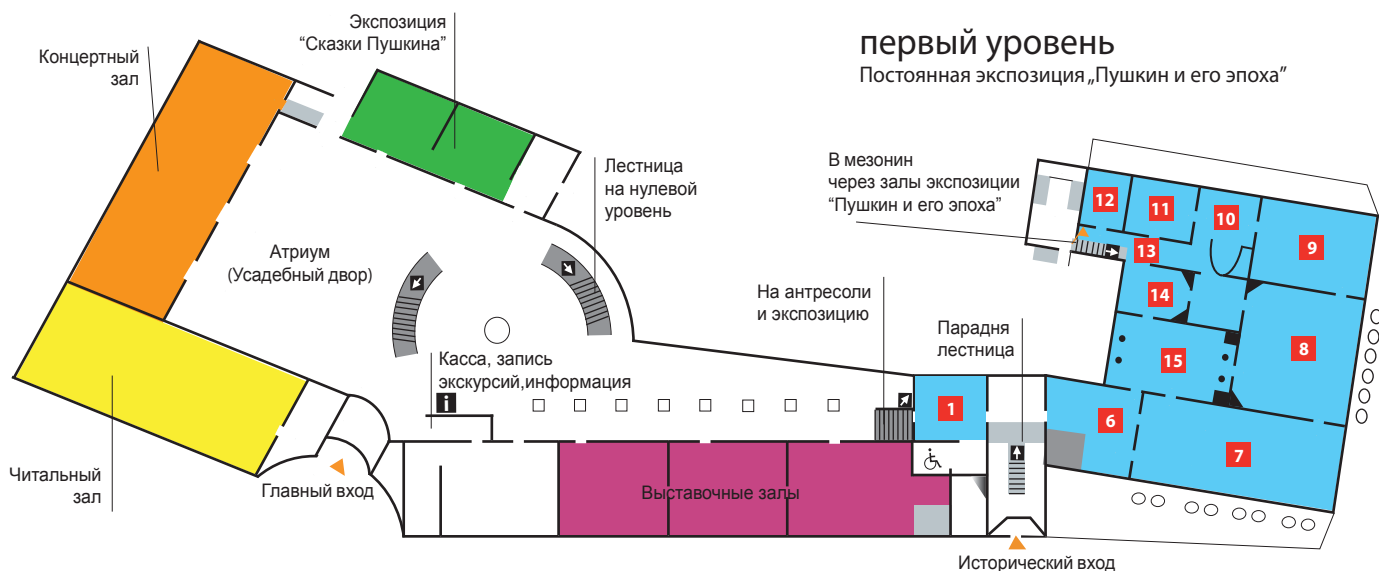 первый уровень
Постоянная экспозиция „Пушкин и его эпоха”
Экспозиция
“Сказки Пушкина”
Концертный
зал
Лестница
на нулевой
уровень
В мезонин
через залы экспозиции
“Пушкин и его эпоха”
12
11
10
9
13
14
8
15
Атриум
(Усадебный двор)
На антресоли
и экспозицию
Парадня
лестница
Касса, запись
экскурсий,информация
i
1
6
7
Читальный
зал
Главный вход
Выставочные залы
Исторический вход